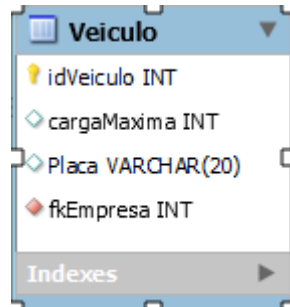 Veiculo
idVeiculo INT
cargaMaxima INT
Placa VARCHAR(20)
fkEmpresa INT
Indexes